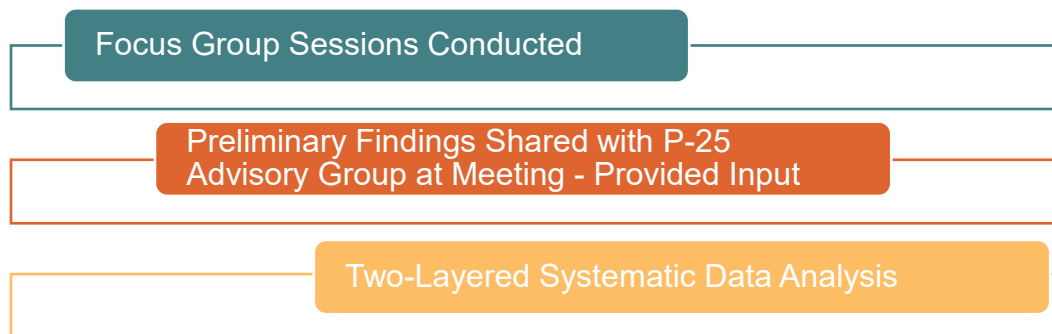 Focus Group Sessions Conducted
Preliminary Findings Shared with P-25
Advisory Group at Meeting - Provided Input
Two-Layered Systematic Data Analysis